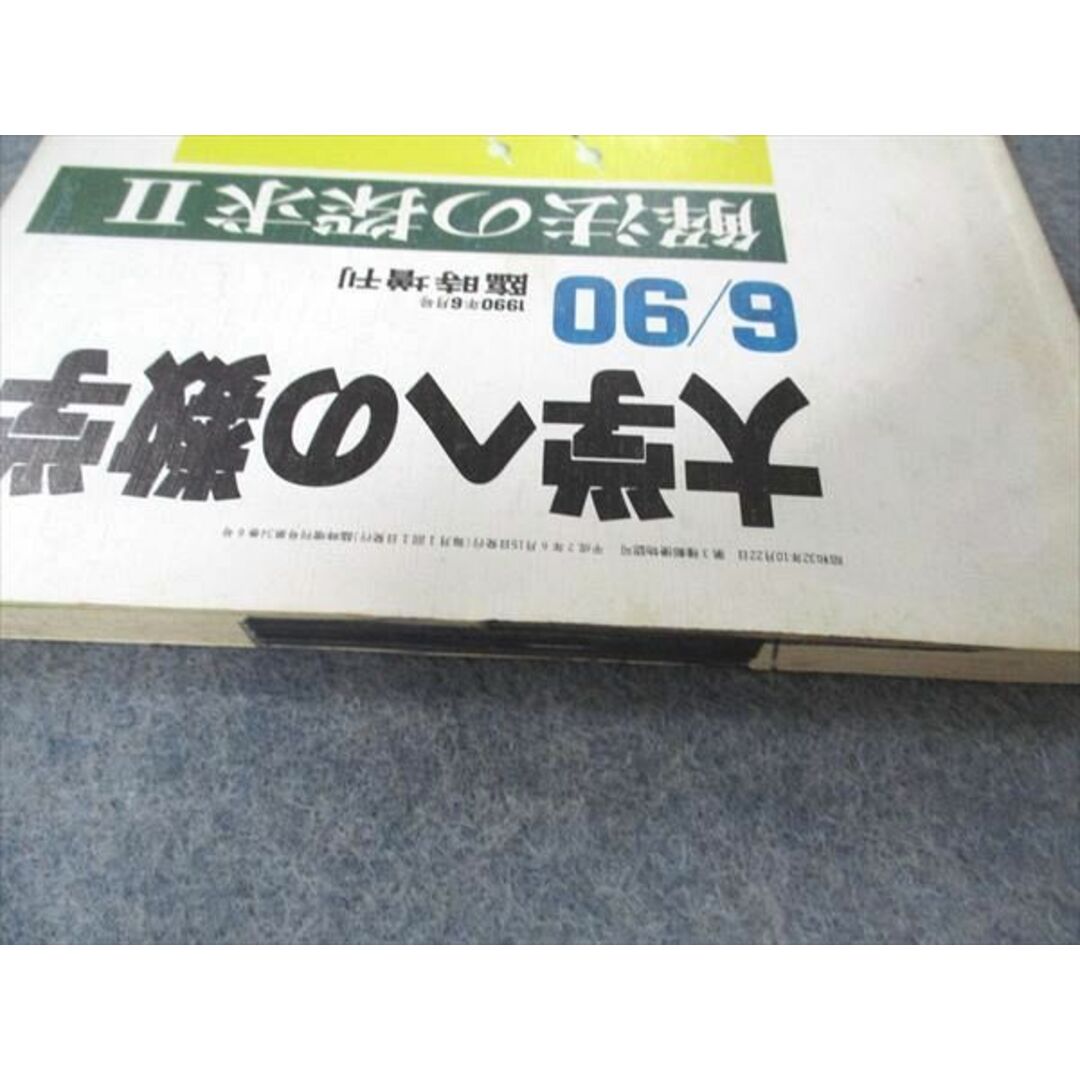 昭和32年10月22日 第3種郵便物認可 平成2年6月15日発行(毎月1回1日発行)臨時増刊号第34巻6号
大学への数学
6/90
1990年6月号
臨時増刊
解法の探求Ⅱ